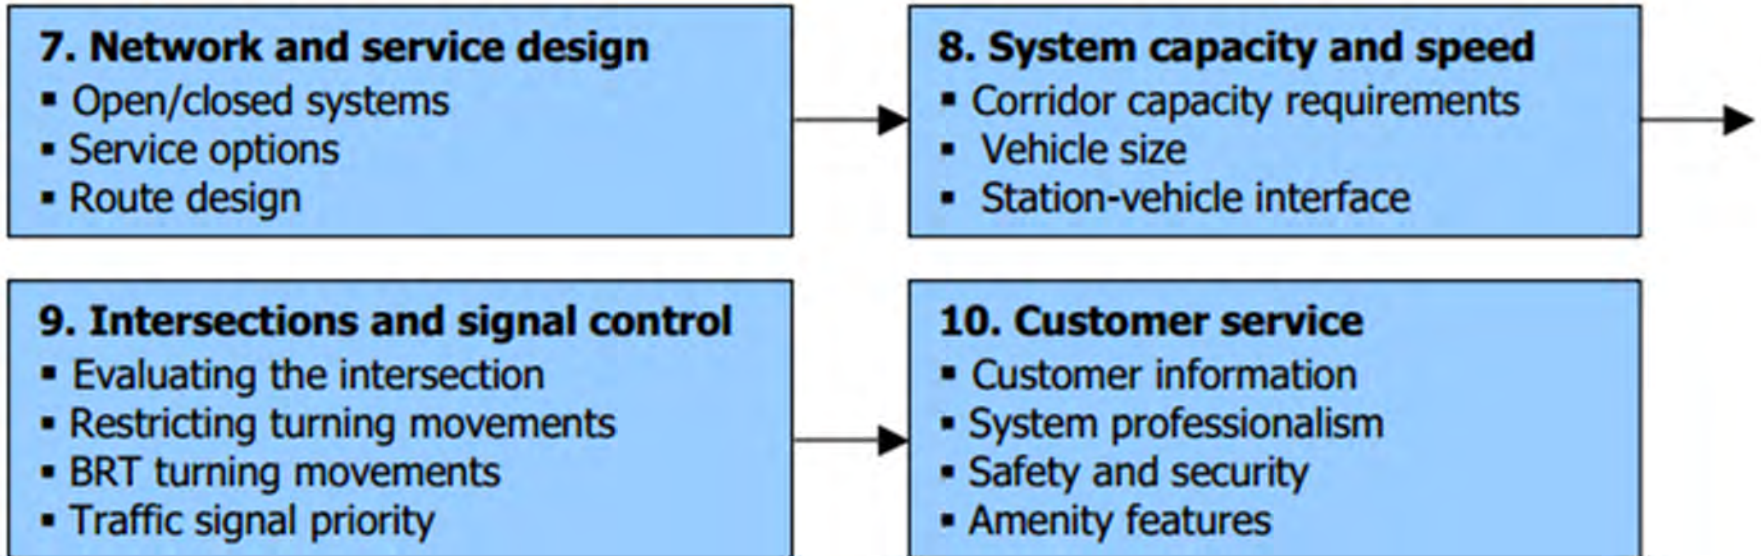 7. Network and service design
▪ Open/closed systems
▪ Service options
▪ Route design
8. System capacity and speed
▪ Corridor capacity requirements
▪ Vehicle size
▪ Station-vehicle interface
9. Intersections and signal control
▪ Evaluating the intersection
▪ Restricting turning movements
▪ BRT turning movements
▪ Traffic signal priority
10. Customer service
▪ Customer information
▪ System professionalism
▪ Safety and security
▪ Amenity features